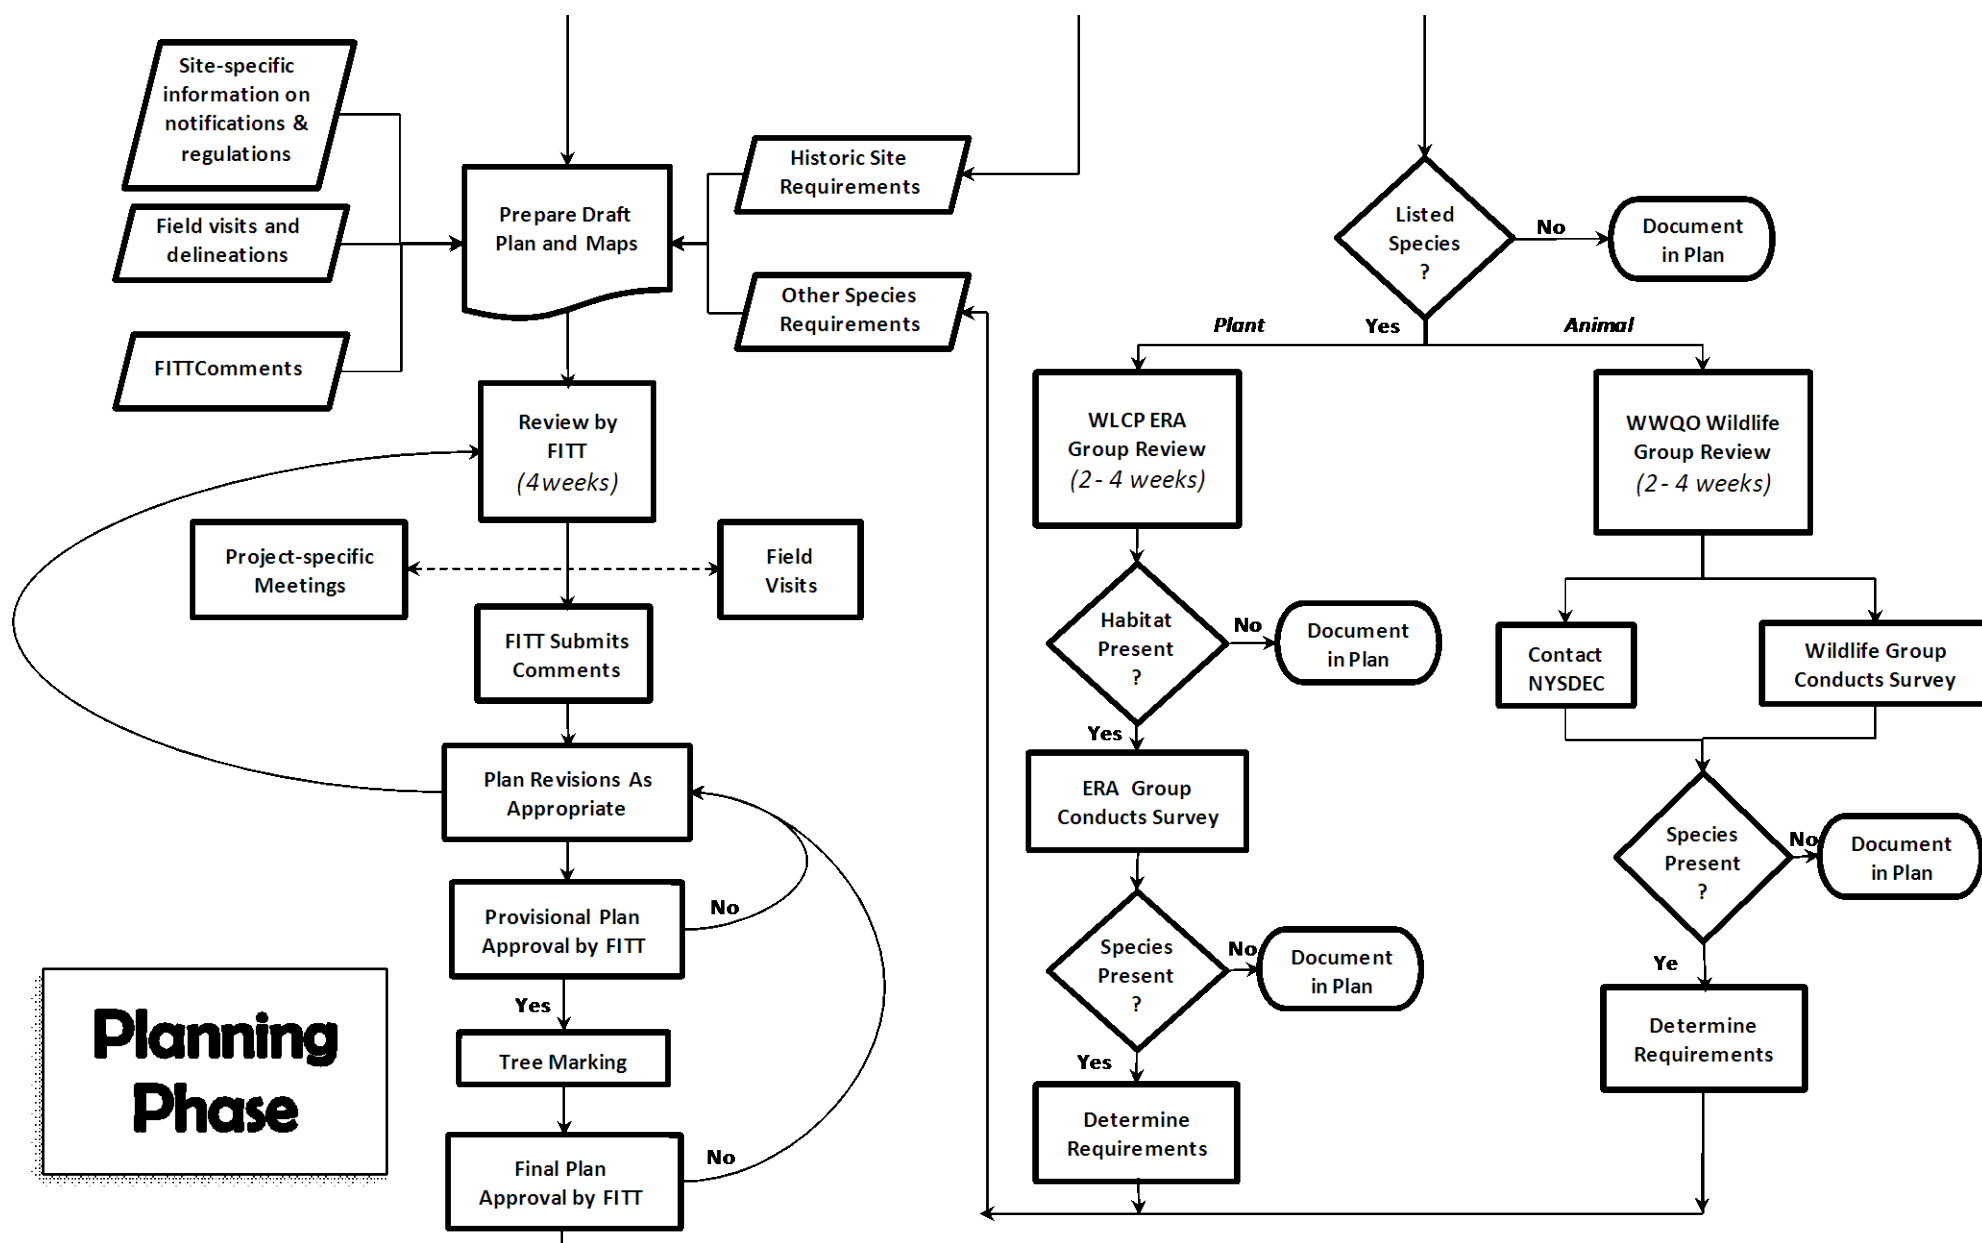 Site-specific
information on
notifications &
regulations
Field visits and
delineations
FITTComments
Prepare Draft
Plan and Maps
Historic Site
Requirements
Other Species
Requirements
Review by
FITT
(4weeks)
Project-specific
Meetings
Field
Visits
FITT Submits
Comments
Plan Revisions As
Appropriate
Provisional Plan
Approval by FITT
No
Yes
Tree Marking
Final Plan
Approval by FITT
No
Planning
Phase
Listed
Species
?
No
Document
in Plan
Plant
Yes
Animal
WLCP ERA
Group Review
(2- 4 weeks)
Habitat
Present
?
No
Document
in Plan
Yes
ERA Group
Conducts Survey
Species
Present
?
No
Document
in Plan
Yes
Determine
Requirements
WWQO Wildlife
Group Review
(2- 4 weeks)
Contact
NYSDEC
Wildlife Group
Conducts Survey
Species
Present
?
No
Document
in Plan
Ye
Determine
Requirements